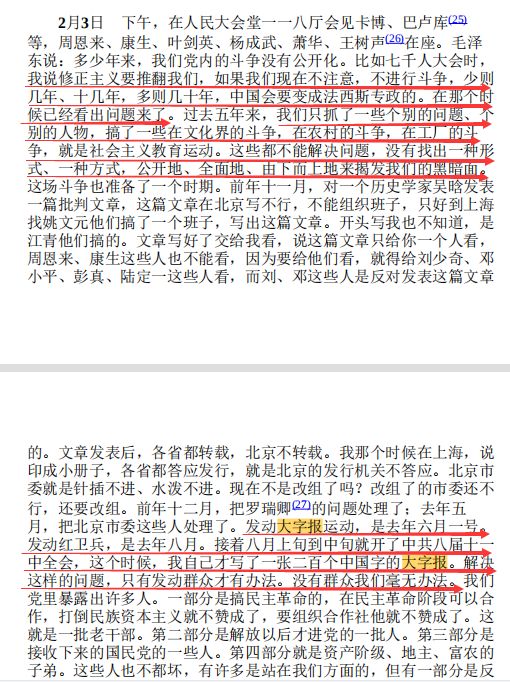 2月3日　下午，在人民大会堂一一八厅会见卡博、巴卢库(25)
等，周恩来、康生、叶剑英、杨成武、萧华、王树声(26)在座。毛泽
东说：多少年来，我们党内的斗争没有公开化。比如七千人大会时，
我说修正主义要推翻我们，如果我们现在不注意，不进行斗争，少则
几年、十几年，多则几十年，中国会要变成法西斯专政的。在那个时
候已经看出问题来了。过去五年来，我们只抓了一些个别的问题、个
别的人物，搞了一些在文化界的斗争，在农村的斗争，在工厂的斗
争，就是社会主义教育运动。这些都不能解决问题，没有找出一种形
式、一种方式，公开地、全面地、由下而上地来揭发我们的黑暗面。
这场斗争也准备了一个时期。前年十一月，对一个历史学家吴晗发表
一篇批判文章，这篇文章在北京写不行，不能组织班子，只好到上海
找姚文元他们搞了一个班子，写出这篇文章。开头写我也不知道，是
江青他们搞的。文章写好了交给我看，说这篇文章只给你一个人看，
周恩来、康生这些人也不能看，因为要给他们看，就得给刘少奇、邓
小平、彭真、陆定一这些人看，而刘、邓这些人是反对发表这篇文章
的。文章发表后，各省都转载，北京不转载。我那个时候在上海，说
印成小册子，各省都答应发行，就是北京的发行机关不答应。北京市
委就是针插不进、水泼不进。现在不是改组了吗？改组了的市委还不
行，还要改组。前年十二月，把罗瑞卿(27)的问题处理了；去年五
月，把北京市委这些人处理了。发动大字报运动，是去年六月一号。
发动红卫兵，是去年八月。接着八月上旬到中旬就开了中共八届十一
中全会，这个时候，我自己才写了一张二百个中国字的大字报。解决
这样的问题，只有发动群众才有办法。没有群众我们毫无办法。我们
党里暴露出许多人。一部分是搞民主革命的，在民主革命阶段可以合
作，打倒民族资本主义就不赞成了，要组织合作社他就不赞成了。这
就是一批老干部。第二部分是解放以后才进党的一批人。第三部分是
接收下来的国民党的一些人。第四部分就是资产阶级、地主、富农的
子弟。这些人也不都坏，有许多是站在我们方面的，但有一部分是反